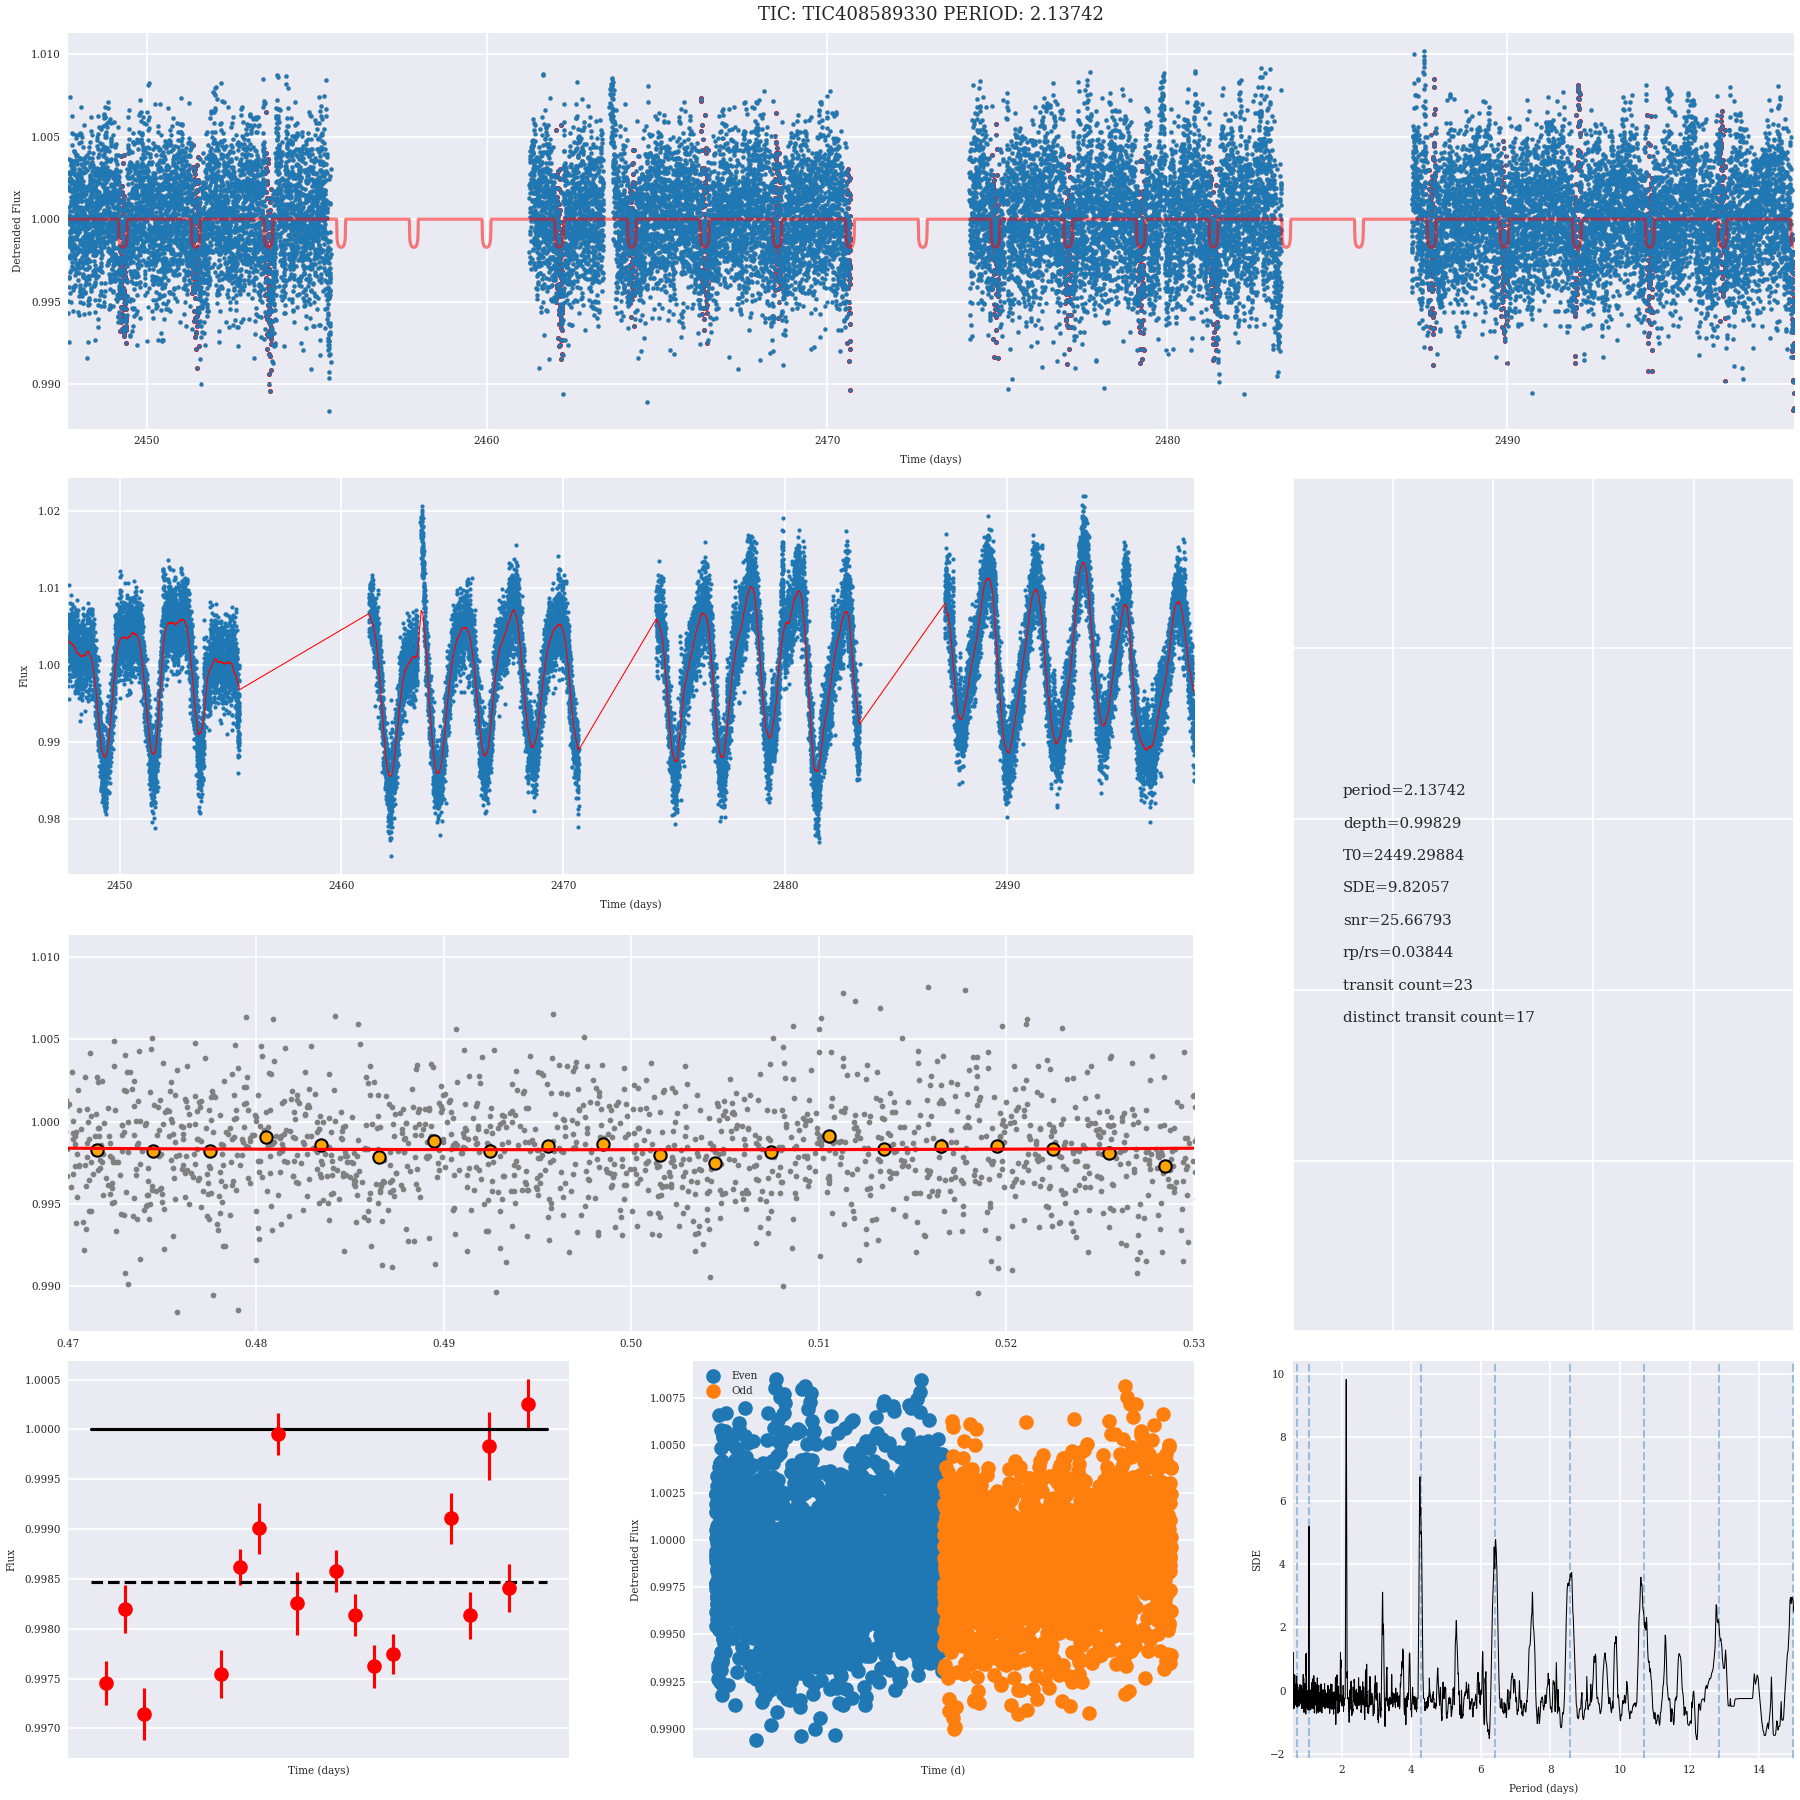 TIC: TIC408589330 PERIOD: 2.13742
1.010
1.005
1.000
0.995
0.990
Detrended Flux
2450 2460 2470 2480 2490
Time (days)
1.02
1.01
1.00
0.99
0.98
Flux
2450 2460 2470 2480 2490
Time (days)
period=2.13742
depth=0.99829
T0=2449.29884
SDE=9.82057
snr=25.66793
rp/rs=0.03844
transit count=23
distinct transit count=17
1.010
1.005
1.000
0.995
0.990
0.47 0.48 0.49 0.50 0.51 0.52 0.53
1.0005
1.0000
0.9995
0.9990
0.9985
0.9980
0.9975
0.9970
Flux
Time (days)
Even
Odd
1.0075
1.0050
1.0025
1.0000
0.9975
0.9950
0.9925
0.9900
Detrended Flux
Time (d)
10
8
6
4
2
0
−2
SDE
2 4 6 8 10 12 14
Period (days)